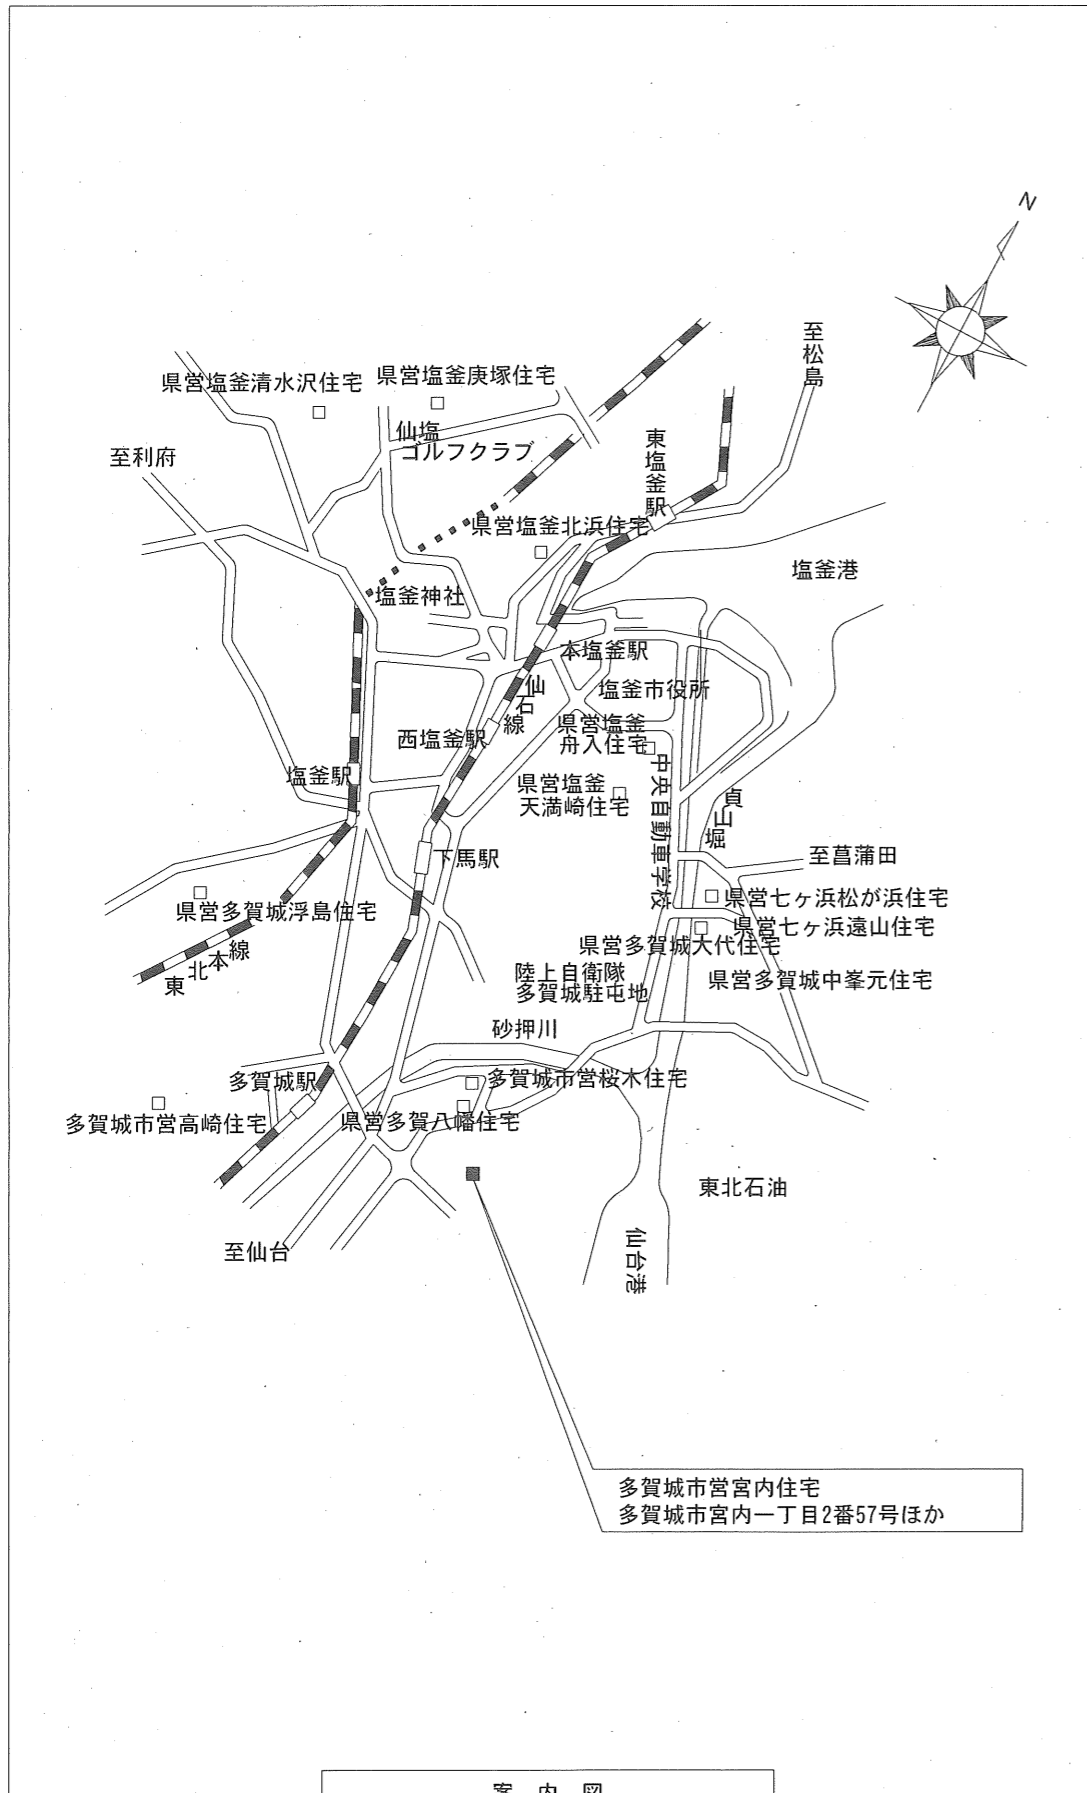 N
至松島
県営塩釜清水沢住宅
県営塩釜庚塚住宅
仙塩
ゴルフクラブ
至利府
東塩釜駅
県営塩釜北浜住宅
塩釜港
塩釜神社
本塩釜駅
塩釜市役所
仙石線
県営塩釜
舟入住宅
西塩釜駅
塩釜駅
県営塩釜
天満崎住宅
中央自動車学校
貞山堀
下馬駅
至菖蒲田
県営七ヶ浜松が浜住宅
県営多賀城浮島住宅
県営七ヶ浜遠山住宅
県営多賀城大代住宅
東北本線
陸上自衛隊
多賀城駐屯地
県営多賀城中峯元住宅
砂押川
多賀城駅
多賀城市営桜木住宅
多賀城市営高崎住宅
県営多賀八幡住宅
東北石油
至仙台
仙台港
多賀城市営宮内住宅
多賀城市宮内一丁目2番57号ほか
案内図